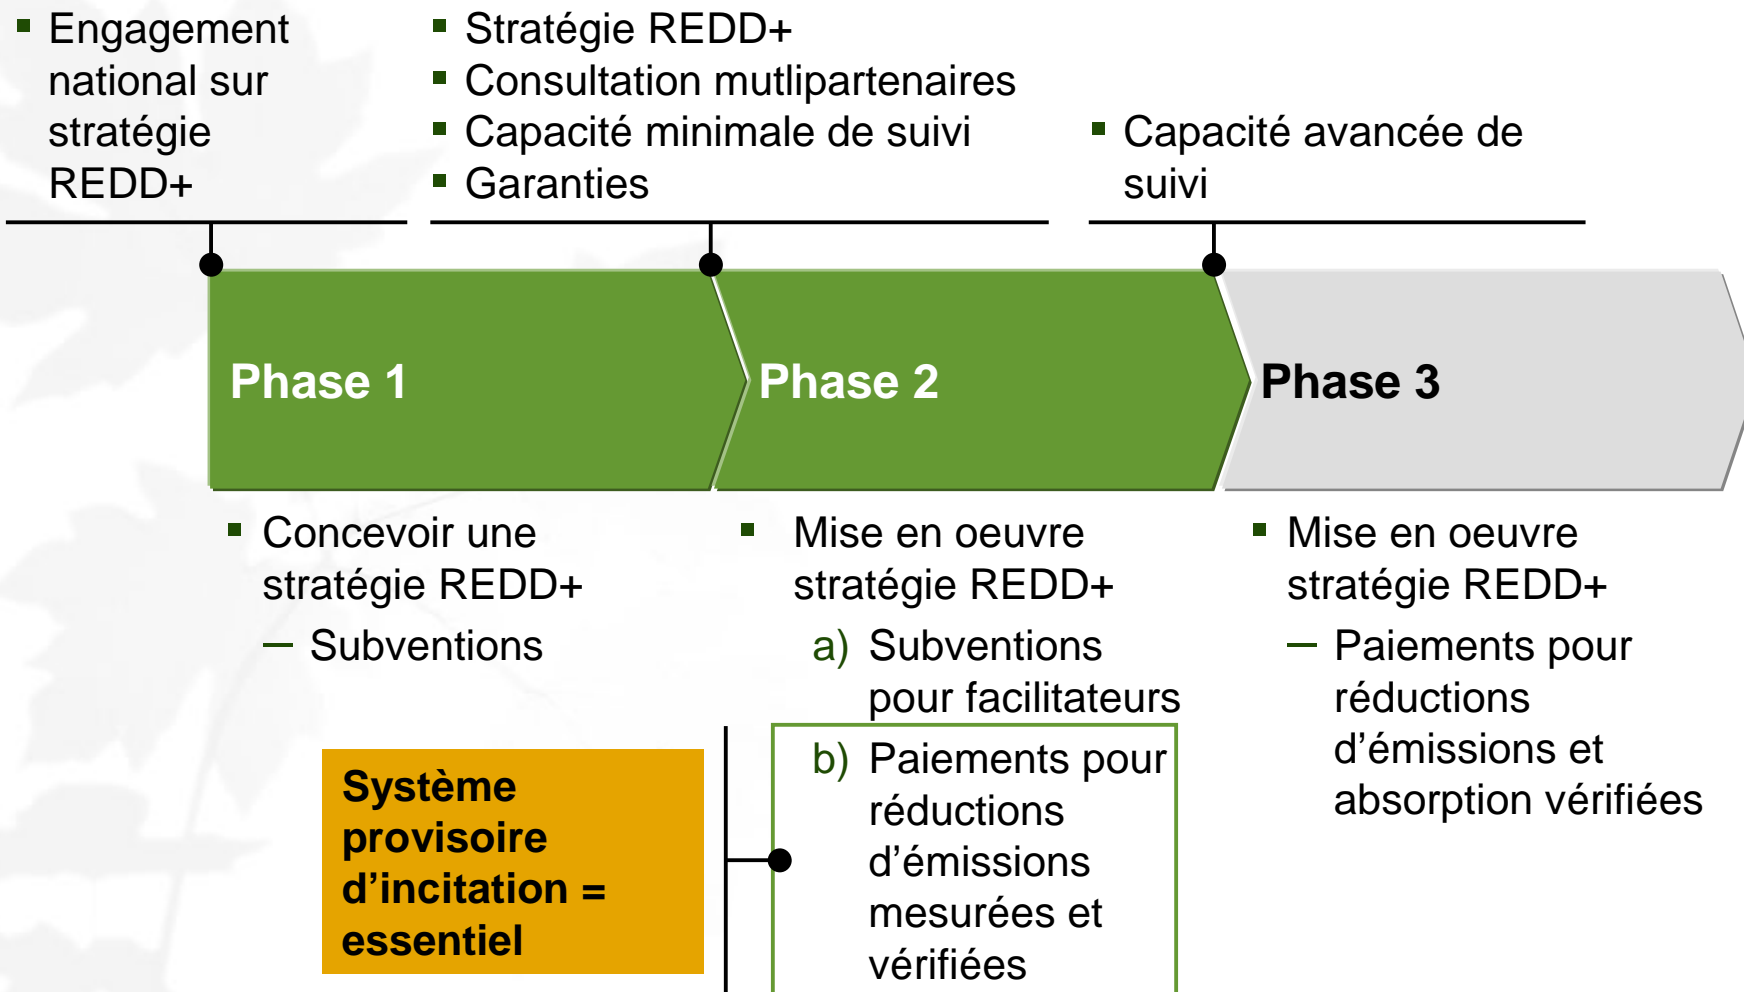 ▪ Engagement
national sur
stratégie
REDD+
▪ Stratégie REDD+
▪ Consultation mutlipartenaires
▪ Capacité minimale de suivi
▪ Garanties
▪ Capacité avancée de
suivi
Phase 1
Phase 2
Phase 3
▪ Concevoir une
stratégie REDD+
— Subventions
▪ Mise en oeuvre
stratégie REDD+
a) Subventions
pour facilitateurs
b) Paiements pour
réductions
d’émissions
mesurées et
vérifiées
▪ Mise en oeuvre
stratégie REDD+
— Paiements pour
réductions
d’émissions et
absorption vérifiées
Système
provisoire
d’incitation =
essentiel